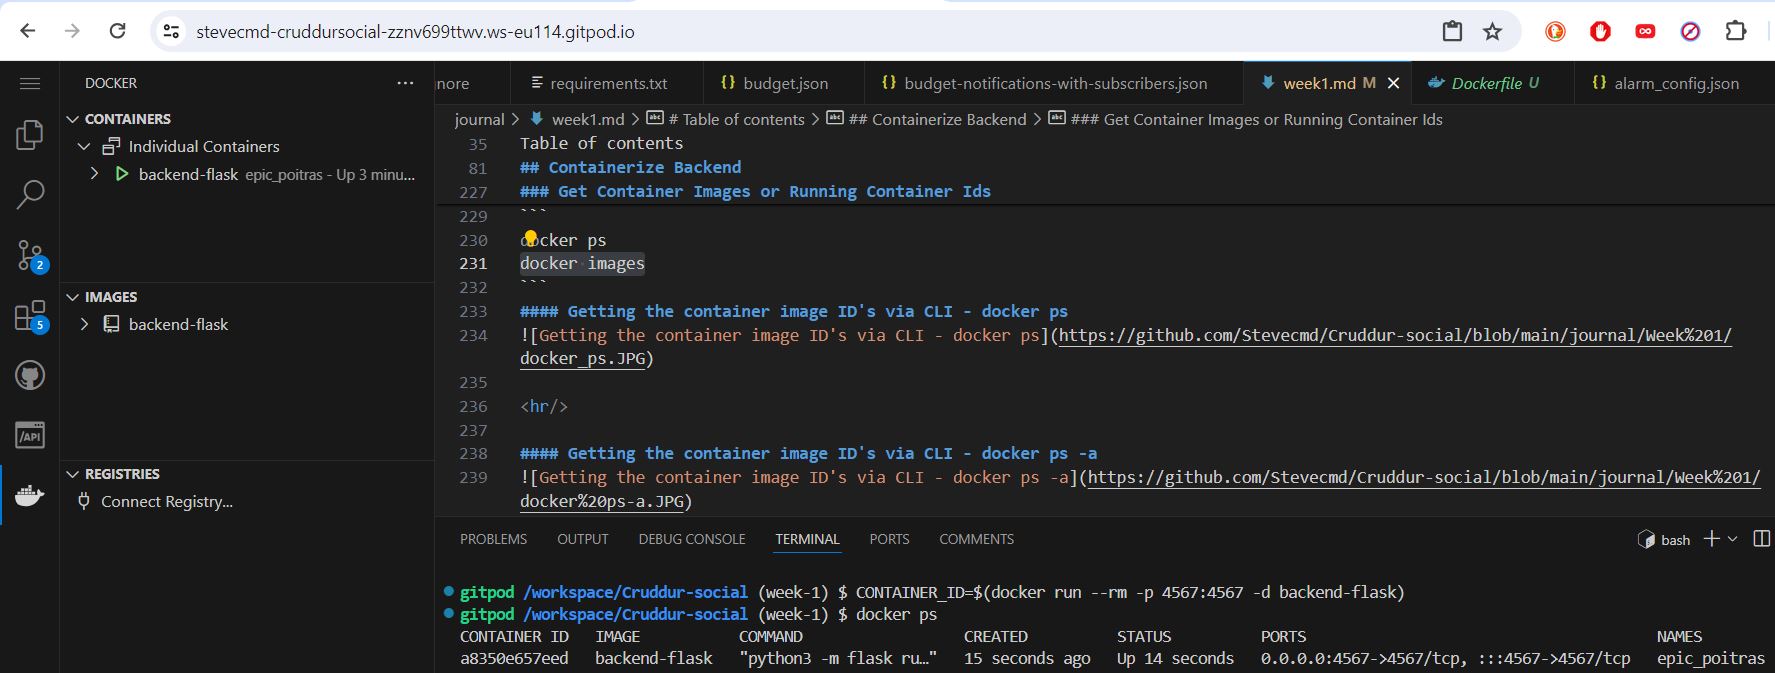 stevecmd-cruddursocial-zznv699ttwv.ws-eu114.gitpod.io
DOCKER
CONTAINERS
Individual Containers
backend-flask epic_poitras - Up 3 minu...
IMAGES
backend-flask
REGISTRIES
Connect Registry...
2
5
/API
gnore
requirements.txt
{} budget.json
{} budget-notifications-with-subscribers.json
week1.md M
Dockerfile U
{} alarm_config.json
journal > week1.md > # Table of contents > ## Containerize Backend > ### Get Container Images or Running Container Ids
35 Table of contents
81 ## Containerize Backend
227 ### Get Container Images or Running Container Ids
229 ```
230 docker ps
231 docker images
232 ```
233 #### Getting the container image ID's via CLI - docker ps
234 ![Getting the container image ID's via CLI - docker ps](https://github.com/Stevecmd/Cruddur-social/blob/main/journal/Week%201/
docker_ps.JPG)
235
236 <hr/>
237
238 #### Getting the container image ID's via CLI - docker ps -a
239 ![Getting the container image ID's via CLI - docker ps -a](https://github.com/Stevecmd/Cruddur-social/blob/main/journal/Week%201/
docker%20ps-a.JPG)
PROBLEMS OUTPUT DEBUG CONSOLE TERMINAL PORTS COMMENTS
bash
gitpod /workspace/Cruddur-social (week-1) $ CONTAINER_ID=$(docker run --rm -p 4567:4567 -d backend-flask)
gitpod /workspace/Cruddur-social (week-1) $ docker ps
CONTAINER ID IMAGE COMMAND CREATED STATUS PORTS NAMES
a8350e657eed backend-flask "python3 -m flask ru…" 15 seconds ago Up 14 seconds 0.0.0.0:4567->4567/tcp, :::4567->4567/tcp epic_poitras